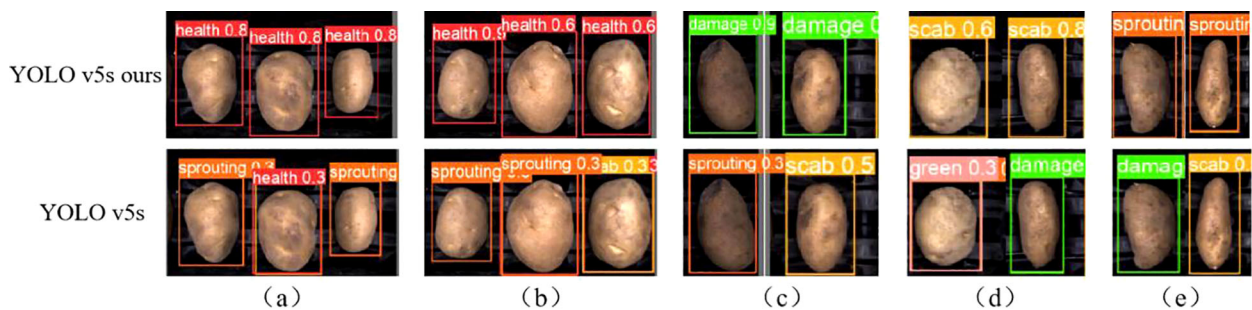 health 0.8 health 0.8 health 0.8 health 0.9 health 0.6 health 0.6 damage 0.9 damage scab 0.6 scab 0.8 sprouting sproutin
YOLO v5s ours
sprouting 0.3 health 0.3 sprouting sprouting 0.3 ab 0.3 sprouting 0.3 scab 0.5 green 0.3 damage damag scab 0
YOLO v5s
(a) (b) (c) (d) (e)